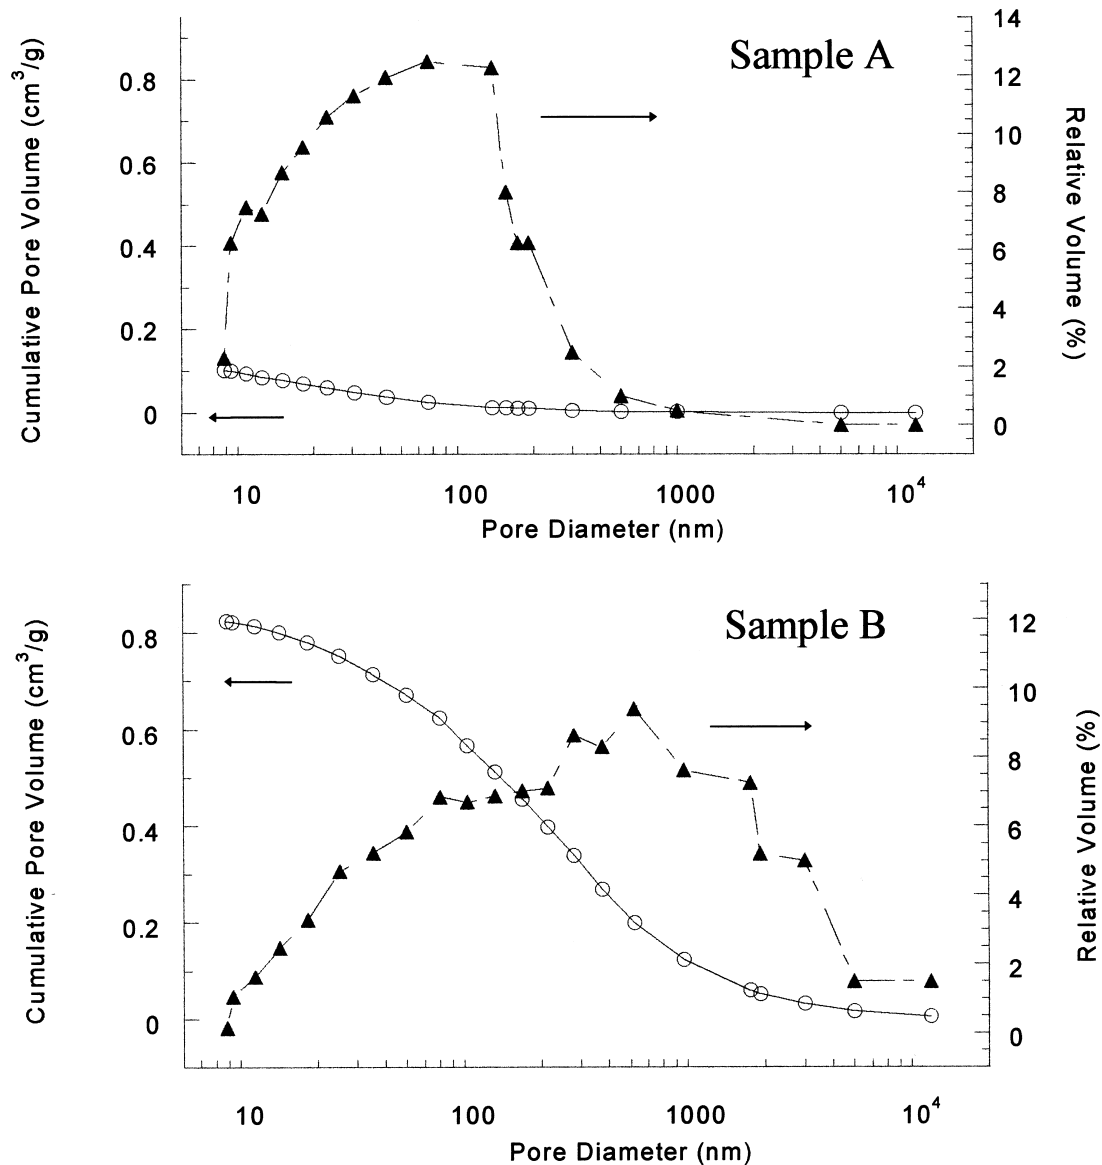 Sample A
Cumulative Pore Volume (cm³/g)
0.8
0.6
0.4
0.2
0
Relative Volume (%)
14
12
10
8
6
4
2
0
10 100 1000 10⁴
Pore Diameter (nm)
Sample B
Cumulative Pore Volume (cm³/g)
0.8
0.6
0.4
0.2
0
Relative Volume (%)
12
10
8
6
4
2
0
10 100 1000 10⁴
Pore Diameter (nm)